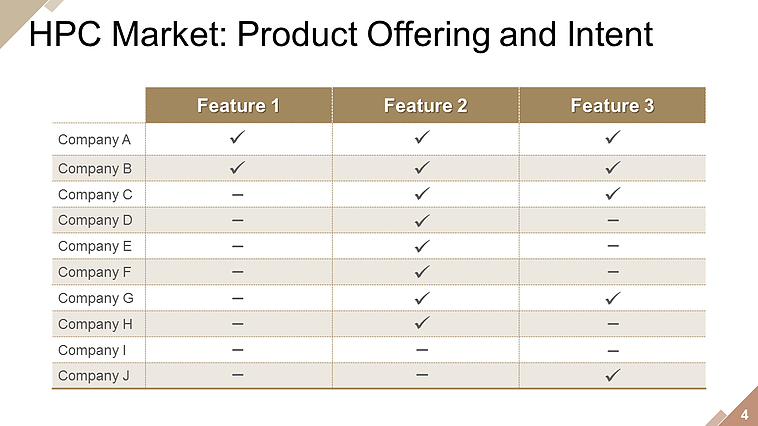 HPC Market: Product Offering and Intent
Feature 1 Feature 2 Feature 3
Company A ✓ ✓ ✓
Company B ✓ ✓ ✓
Company C – ✓ ✓
Company D – ✓ –
Company E – ✓ –
Company F – ✓ –
Company G – ✓ ✓
Company H – ✓ –
Company I – – –
Company J – – ✓
4